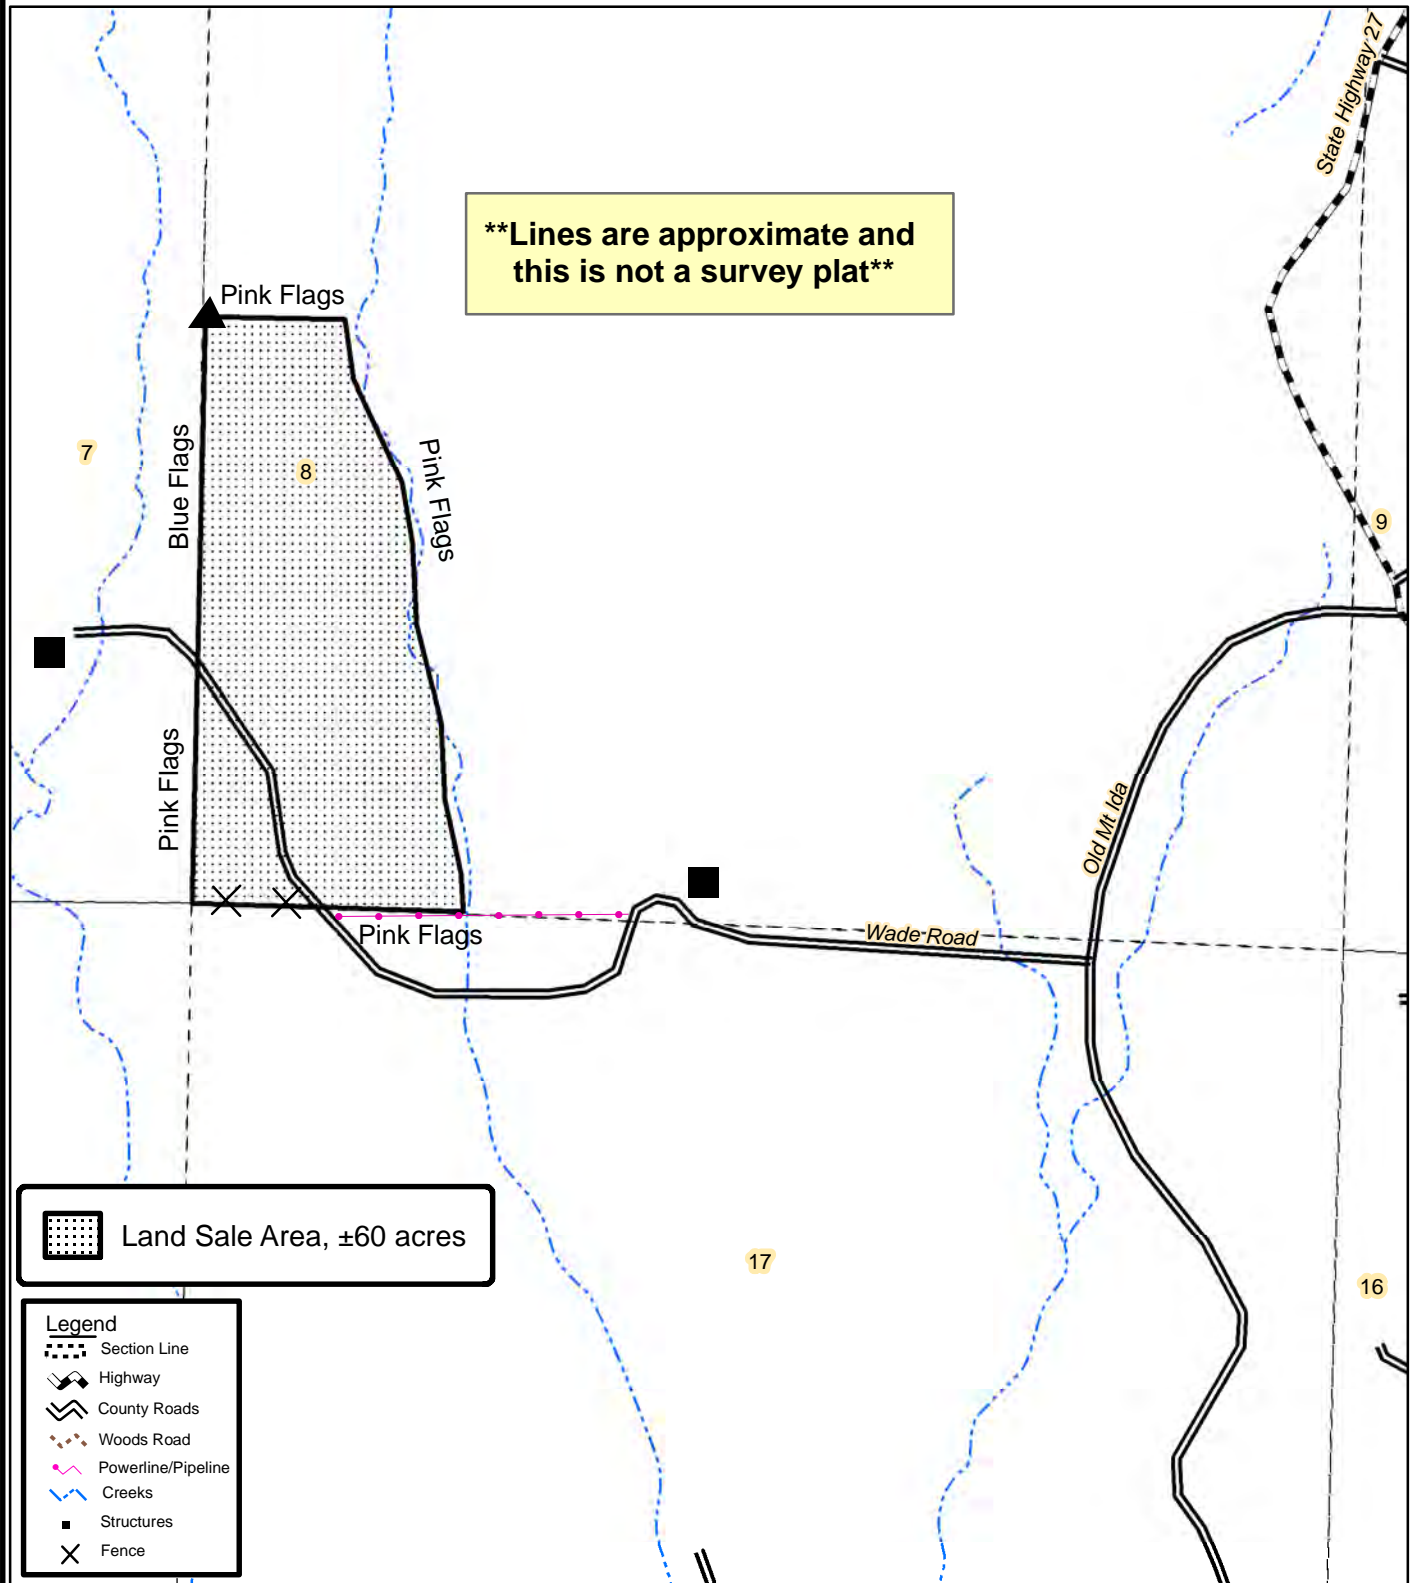 State Highway 27
**Lines are approximate and
this is not a survey plat**
Pink Flags
7
Blue Flags
8
Pink Flags
9
Pink Flags
Old Mt Ida
Pink Flags
Wade Road
Land Sale Area, ±60 acres
17
16
Legend
Section Line
Highway
County Roads
Woods Road
Powerline/Pipeline
Creeks
Structures
Fence